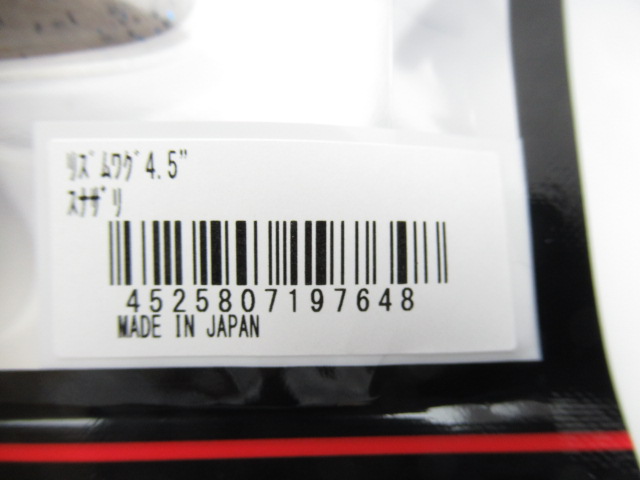 ﾘｽﾞﾑﾜｸﾞ4.5"
ｽﾅｻﾞﾘ
4525807197648
MADE IN JAPAN